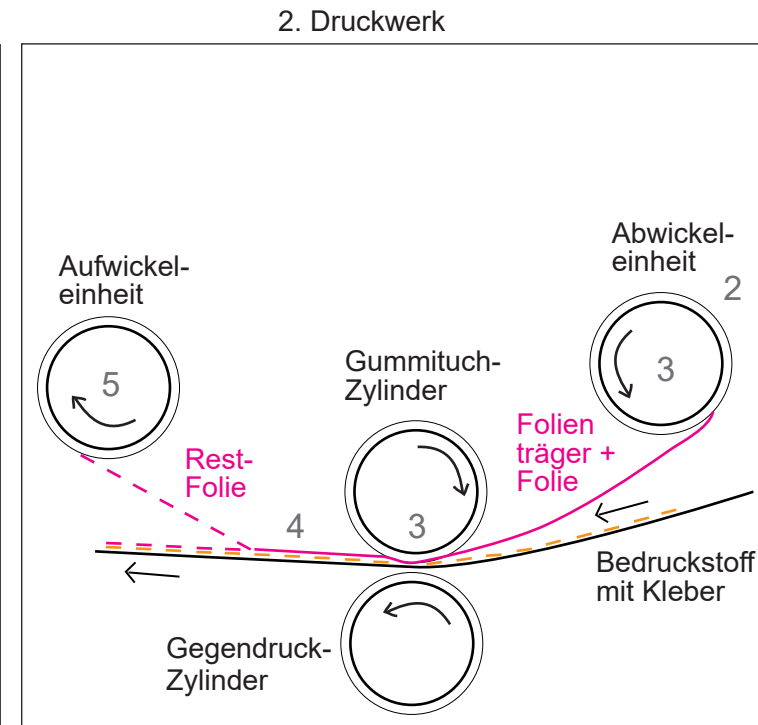 2. Druckwerk
Abwickel-
einheit
2
Aufwickel-
einheit
3
5
Gummituch-
Zylinder
Folien
träger +
Folie
Rest-
Folie
4
3
Bedruckstoff
mit Kleber
Gegendruck-
Zylinder